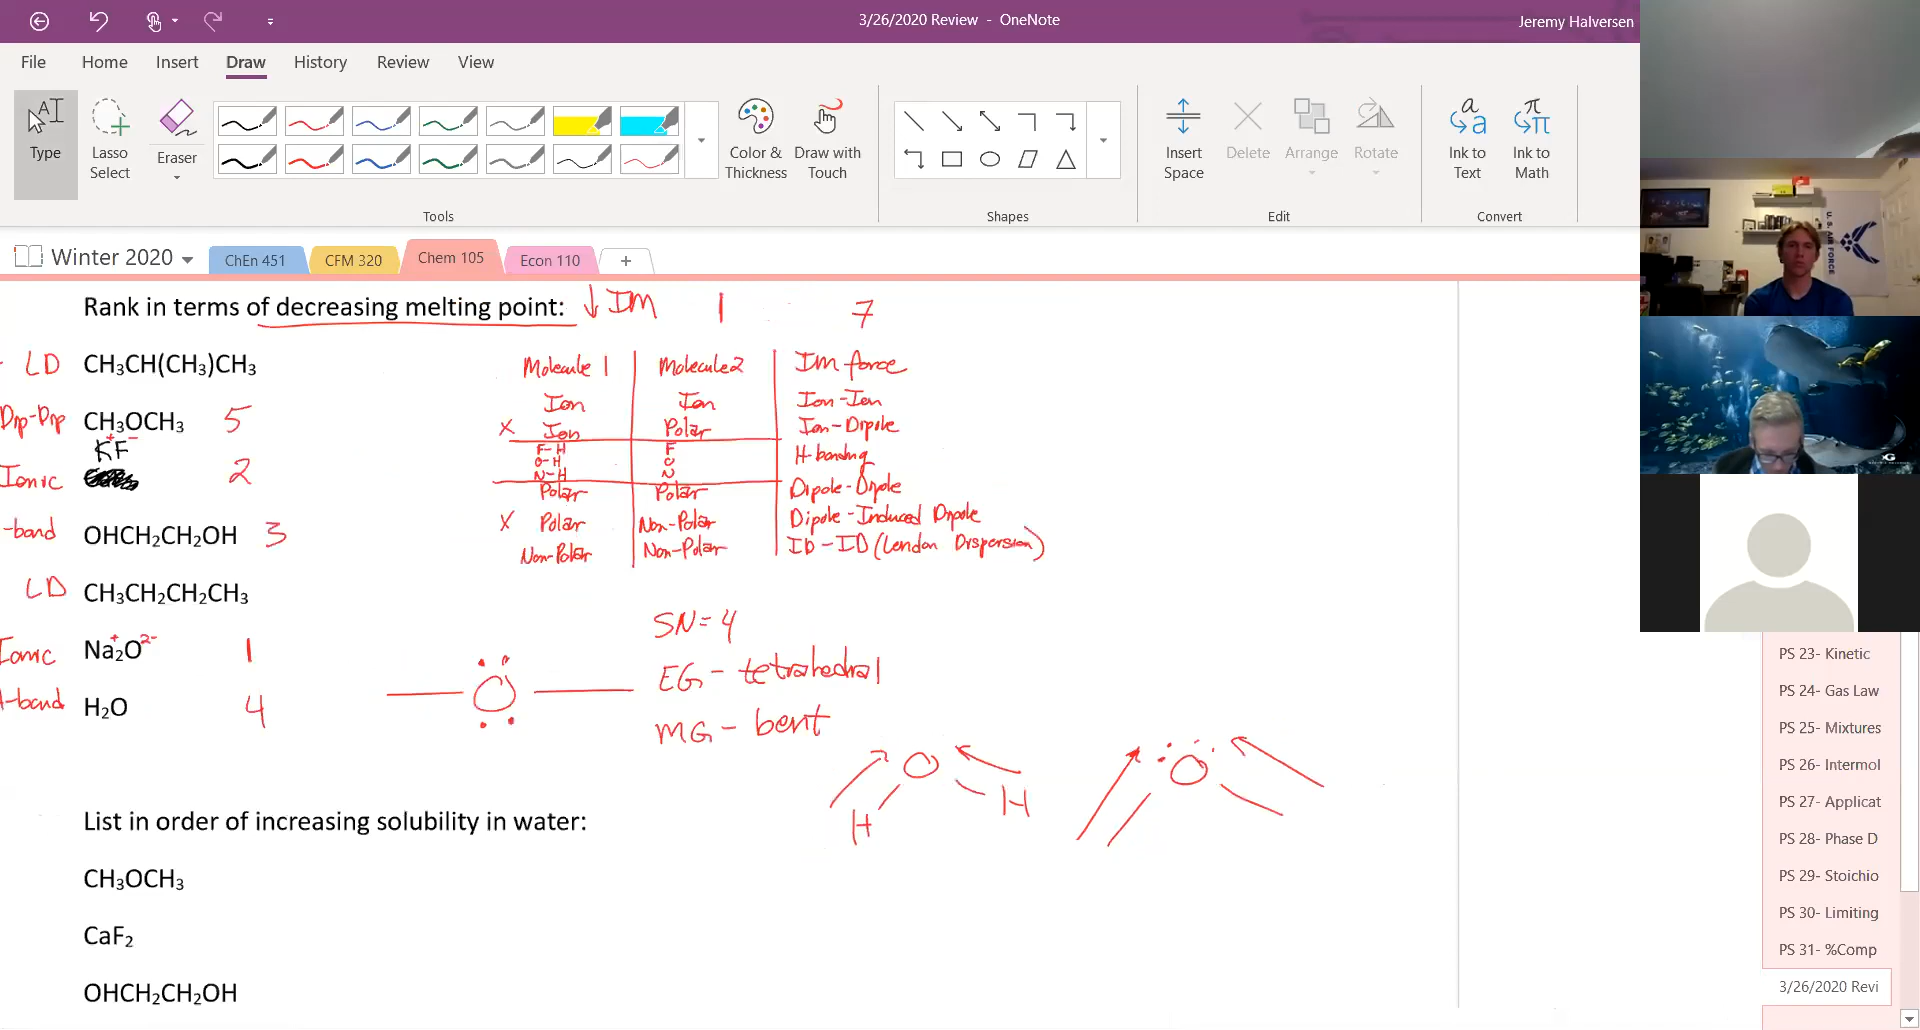 3/26/2020 Review - OneNote
Jeremy Halversen
File Home Insert Draw History Review View
Type
Lasso Select
Eraser
Color & Thickness
Draw with Touch
Insert Space
Delete
Arrange
Rotate
Ink to Text
Ink to Math
Tools
Shapes
Edit
Convert
Winter 2020
ChEn 451 CFM 320 Chem 105 Econ 110 +
Rank in terms of decreasing melting point: ↓ IM 1 7
LD CH₃CH(CH₃)CH₃
Dip-Dip CH₃OCH₃ 5
K⁺F⁻
Ionic 2
-bond OHCH₂CH₂OH 3
LD CH₃CH₂CH₂CH₃
Ionic Na₂⁺O²⁻ 1
H-bond H₂O 4
Molecule 1 Molecule 2 IM force
Ion Ion Ion-Ion
X Ion Polar Ion-Dipole
F-H F
O-H O H-bonding
N-H N
Polar Polar Dipole-Dipole
X Polar Non-Polar Dipole-Induced Dipole
Non-Polar Non-Polar ID-ID (London Dispersion)
SN=4
EG - tetrahedral
MG - bent
O
O
H H
O
List in order of increasing solubility in water:
CH₃OCH₃
CaF₂
OHCH₂CH₂OH
U.S. AIR FORCE
PS 23- Kinetic
PS 24- Gas Law
PS 25- Mixtures
PS 26- Intermol
PS 27- Applicat
PS 28- Phase D
PS 29- Stoichio
PS 30- Limiting
PS 31- %Comp
3/26/2020 Revi